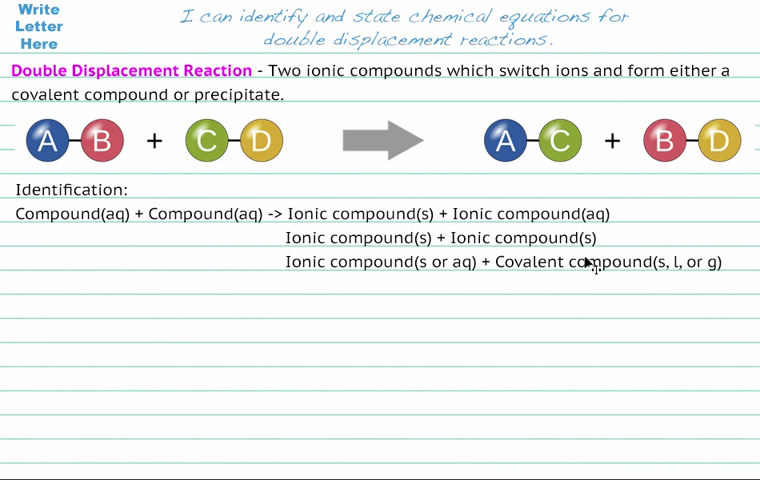 Write
Letter
Here
I can identify and state chemical equations for
double displacement reactions.
Double Displacement Reaction - Two ionic compounds which switch ions and form either a
covalent compound or precipitate.
A B + C D A C + B D
Identification:
Compound(aq) + Compound(aq) -> Ionic compound(s) + Ionic compound(aq)
Ionic compound(s) + Ionic compound(s)
Ionic compound(s or aq) + Covalent compound(s, l, or g)